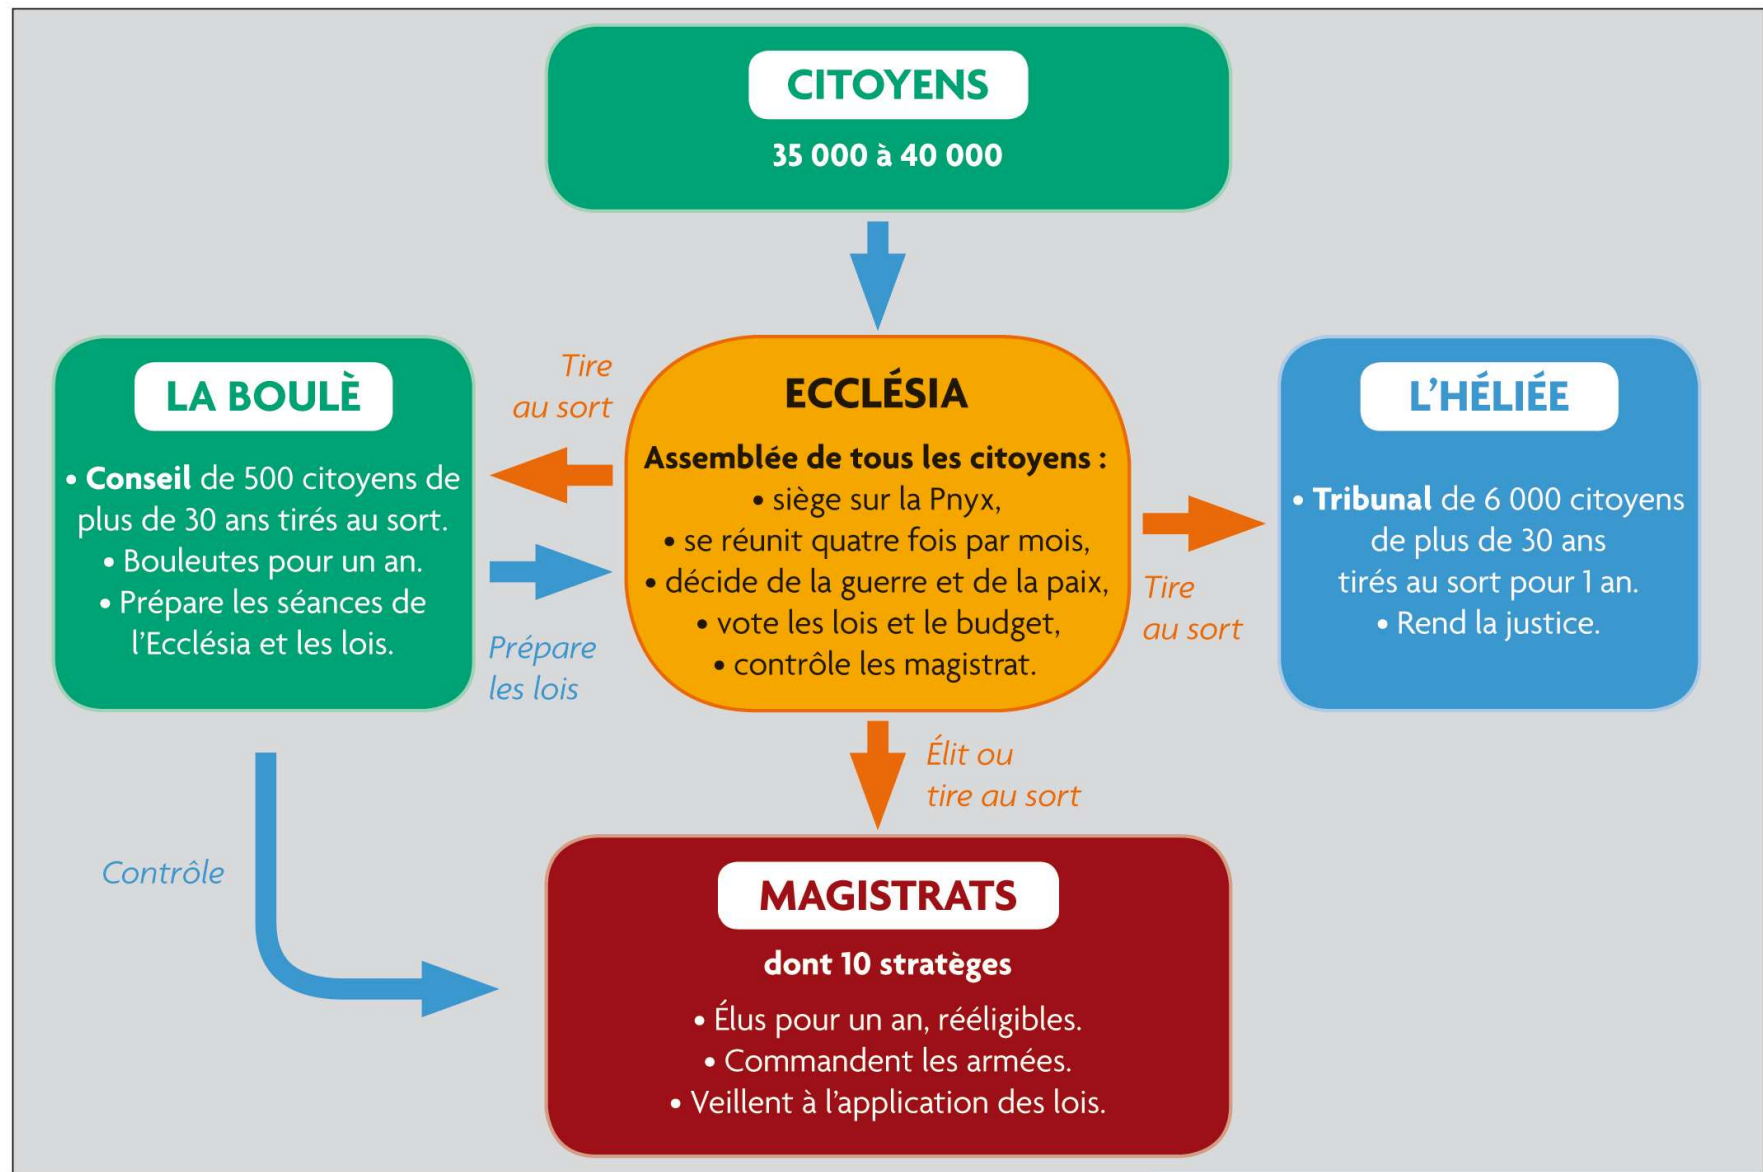 CITOYENS
35 000 à 40 000
LA BOULÈ
• Conseil de 500 citoyens de
plus de 30 ans tirés au sort.
• Bouleutes pour un an.
• Prépare les séances de
l'Ecclésia et les lois.
Tire
au sort
Prépare
les lois
ECCLÉSIA
Assemblée de tous les citoyens :
• siège sur la Pnyx,
• se réunit quatre fois par mois,
• décide de la guerre et de la paix,
• vote les lois et le budget,
• contrôle les magistrat.
Tire
au sort
L'HÉLIÉE
• Tribunal de 6 000 citoyens
de plus de 30 ans
tirés au sort pour 1 an.
• Rend la justice.
Élit ou
tire au sort
Contrôle
MAGISTRATS
dont 10 stratèges
• Élus pour un an, rééligibles.
• Commandent les armées.
• Veillent à l'application des lois.